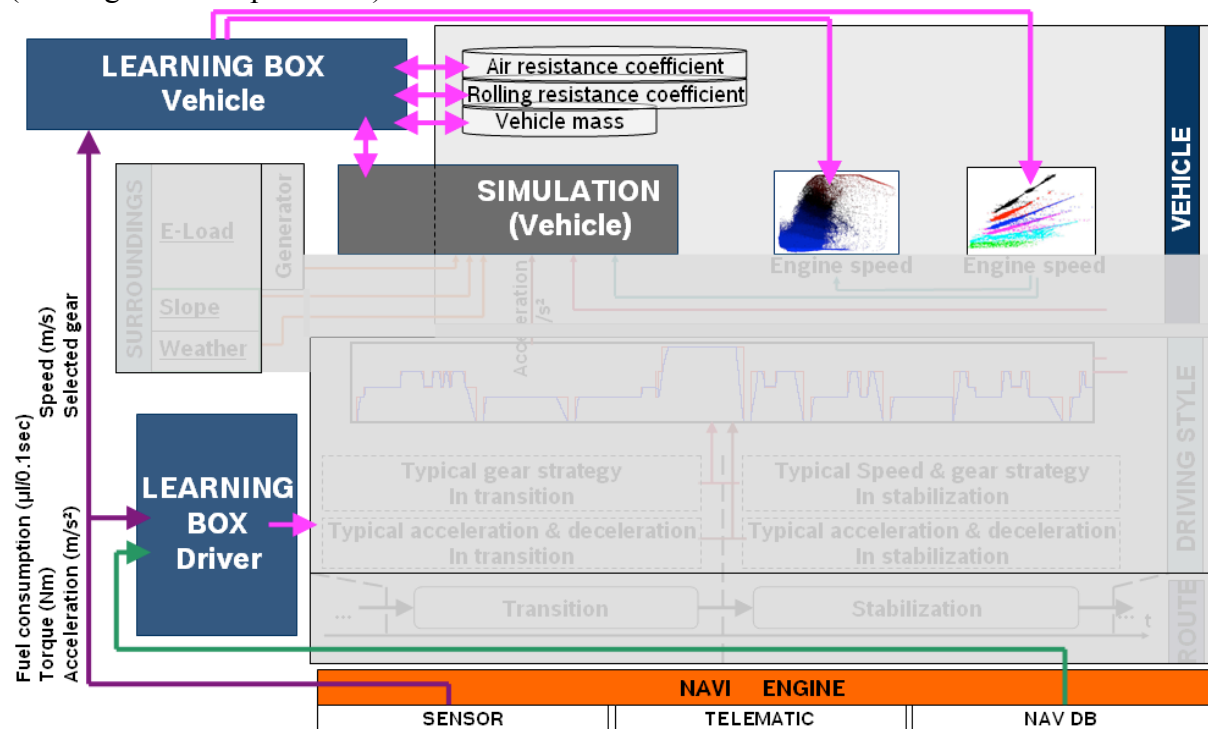 LEARNING BOX
Vehicle
Air resistance coefficient
Rolling resistance coefficient
Vehicle mass
VEHICLE
SIMULATION
(Vehicle)
Engine speed
Engine speed
SURROUNDINGS
E-Load
Generator
Slope
Weather
Acceleration
/s²
Speed (m/s)
Selected gear
Fuel consumption (µl/0.1sec)
Torque (Nm)
Acceleration (m/s²)
LEARNING
BOX
Driver
Typical gear strategy
In transition
Typical Speed & gear strategy
In stabilization
Typical acceleration & deceleration
In transition
Typical acceleration & deceleration
In stabilization
DRIVING STYLE
...
Transition
Stabilization
...
t
ROUTE
NAVI ENGINE
SENSOR
TELEMATIC
NAV DB